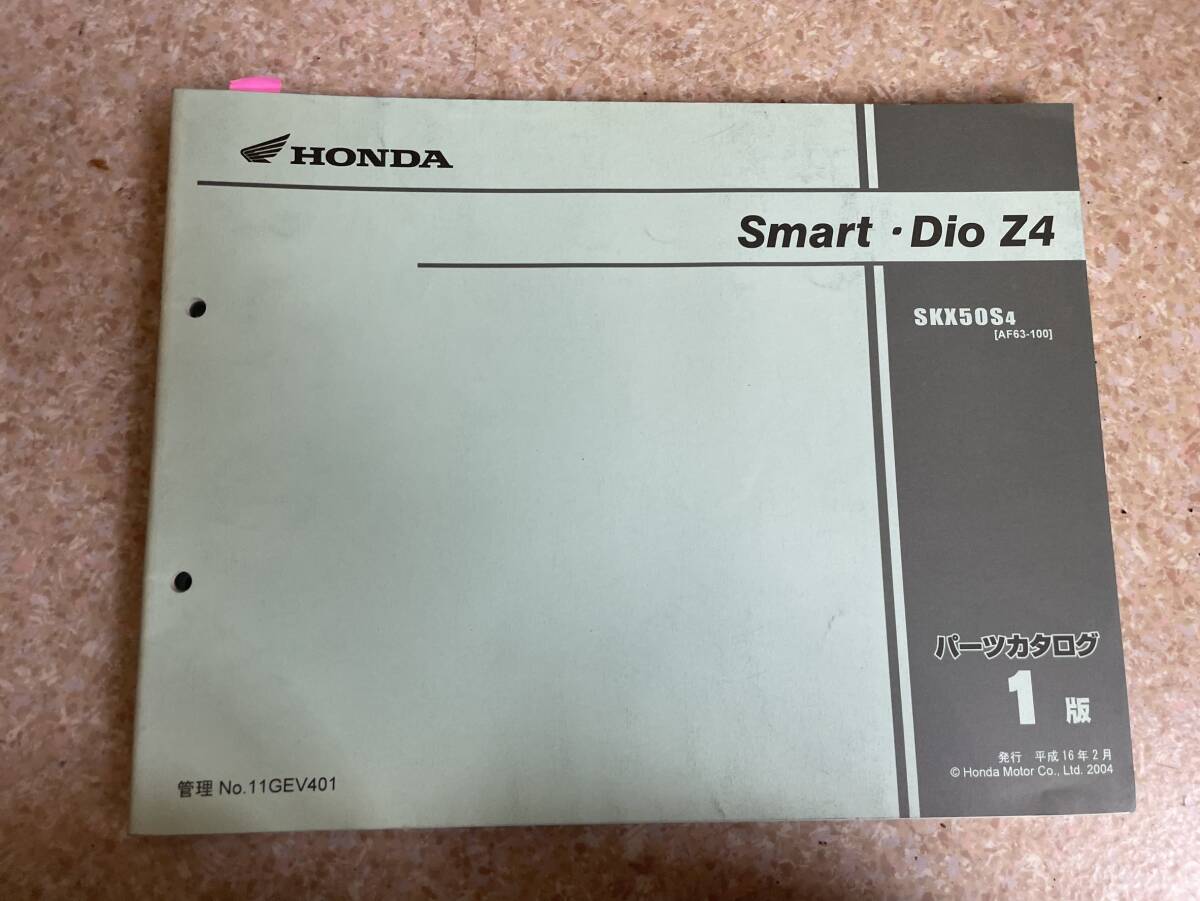 HONDA
Smart・Dio Z4
SKX50S4
[AF63-100]
パーツカタログ
1版
発行 平成16年2月
© Honda Motor Co., Ltd. 2004
管理 No.11GEV401